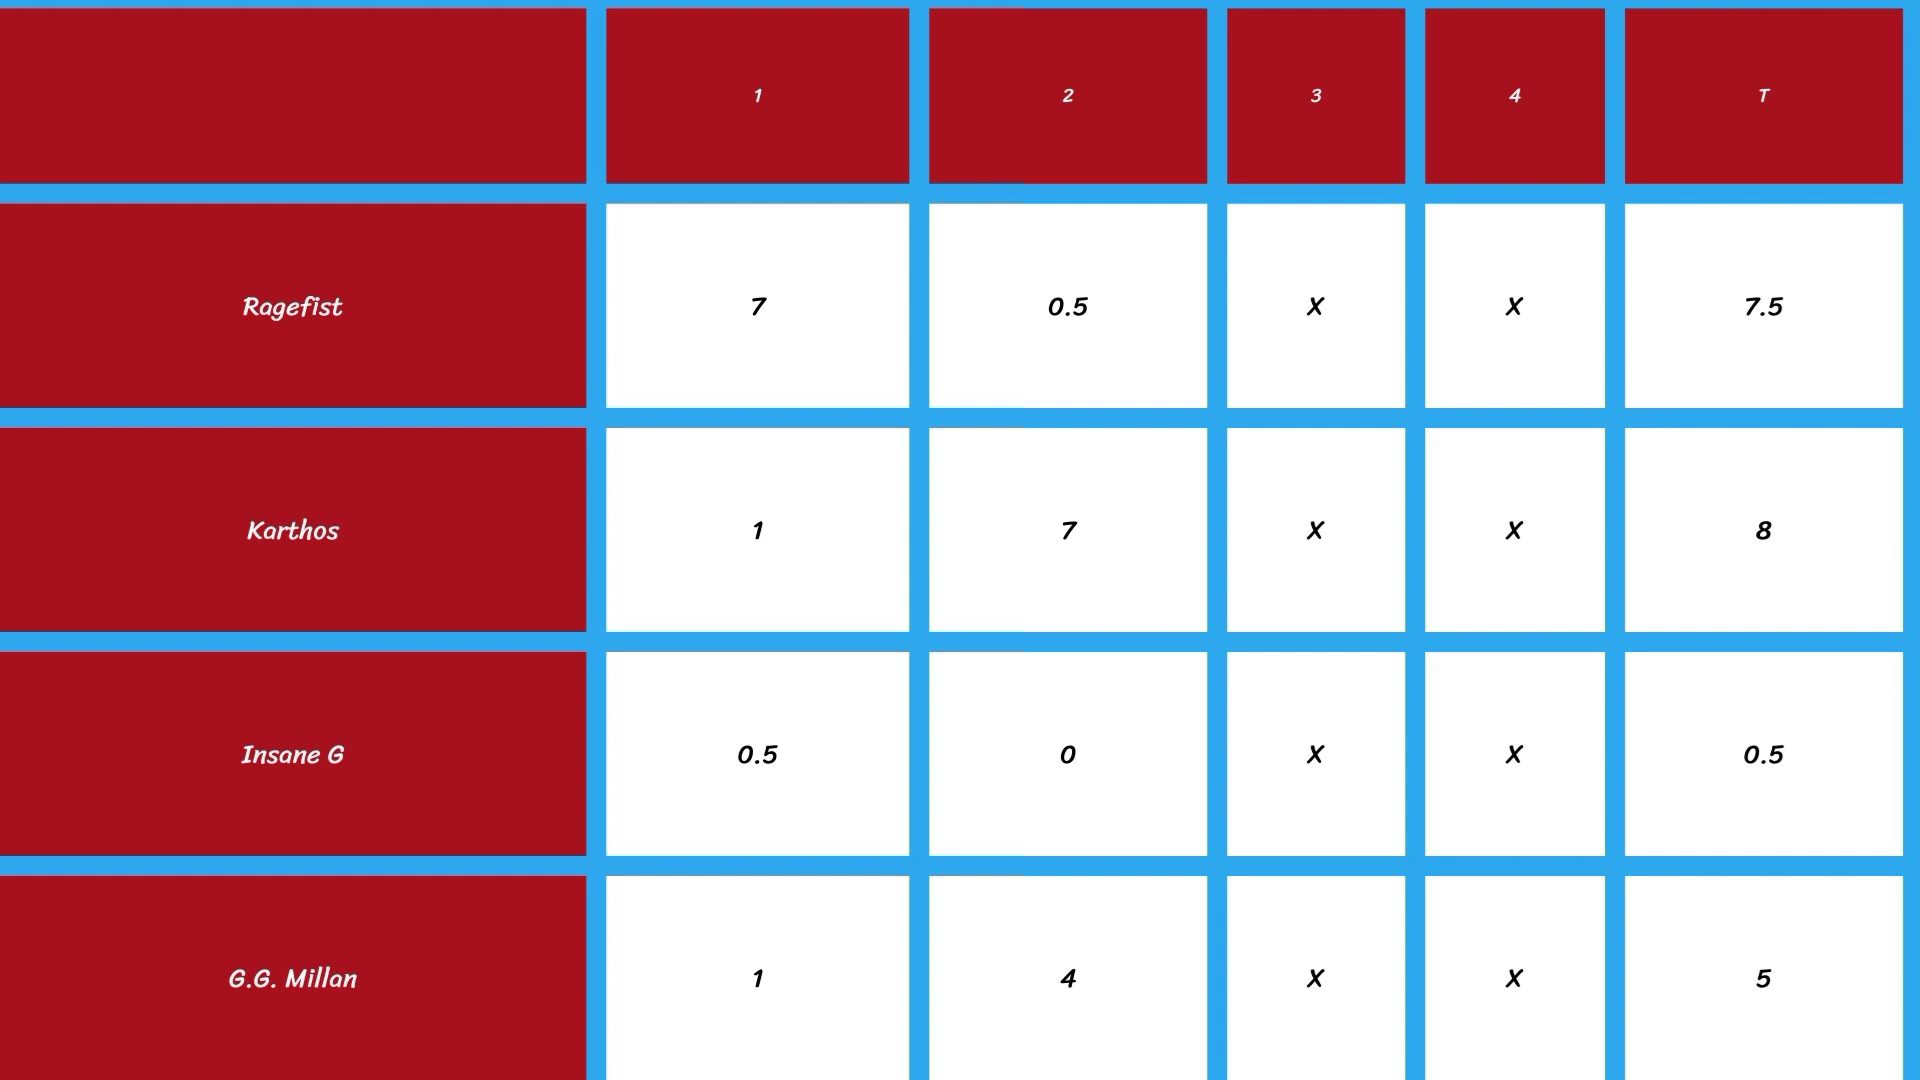 1 2 3 4 T
Ragefist 7 0.5 X X 7.5
Karthos 1 7 X X 8
Insane G 0.5 0 X X 0.5
G.G. Millan 1 4 X X 5